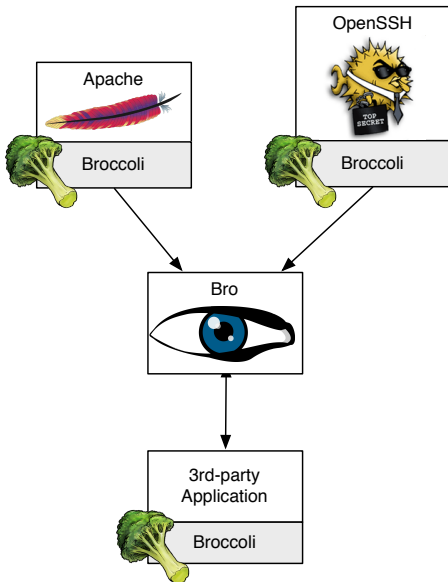 OpenSSH
Apache
TOP
SECRET
Broccoli
Broccoli
Bro
3rd-party
Application
Broccoli